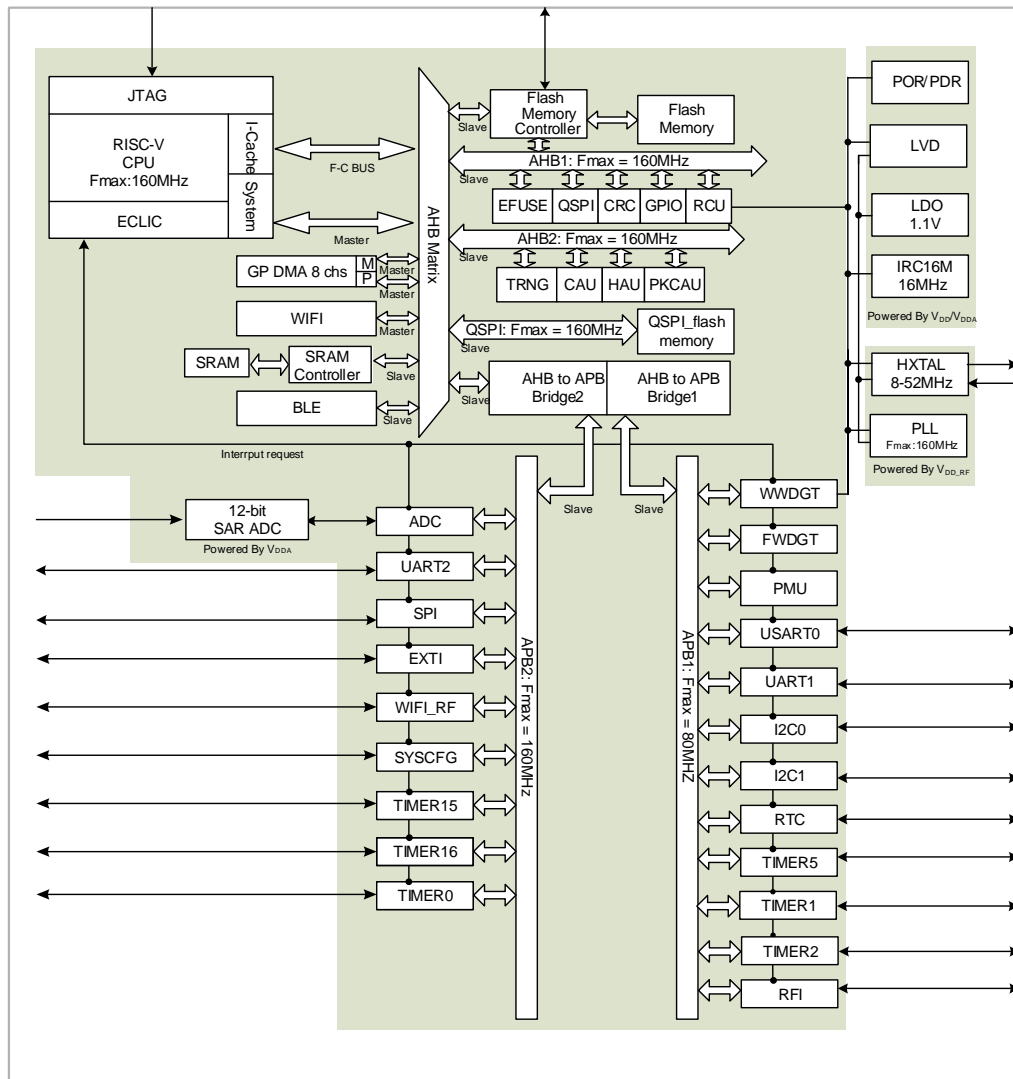 JTAG
RISC-V
CPU
Fmax:160MHz
I-Cache
System
ECLIC
F-C BUS
Master
AHB Matrix
GP DMA 8 chs
M
P
Master
Master
WIFI
Master
SRAM
SRAM
Controller
Slave
BLE
Slave
Interrput request
Slave
Flash
Memory
Controller
Flash
Memory
AHB1: Fmax = 160MHz
Slave
EFUSE
QSPI
CRC
GPIO
RCU
AHB2: Fmax = 160MHz
Slave
TRNG
CAU
HAU
PKCAU
QSPI: Fmax = 160MHz
Slave
QSPI_flash
memory
Slave
AHB to APB
Bridge2
AHB to APB
Bridge1
POR/PDR
LVD
LDO
1.1V
IRC16M
16MHz
Powered By VDD/VDDA
HXTAL
8-52MHz
PLL
Fmax:160MHz
Powered By VDD_RF
Slave
Slave
12-bit
SAR ADC
Powered By VDDA
ADC
UART2
SPI
EXTI
WIFI_RF
SYSCFG
TIMER15
TIMER16
TIMER0
APB2: Fmax = 160MHz
APB1: Fmax = 80MHZ
WWDGT
FWDGT
PMU
USART0
UART1
I2C0
I2C1
RTC
TIMER5
TIMER1
TIMER2
RFI